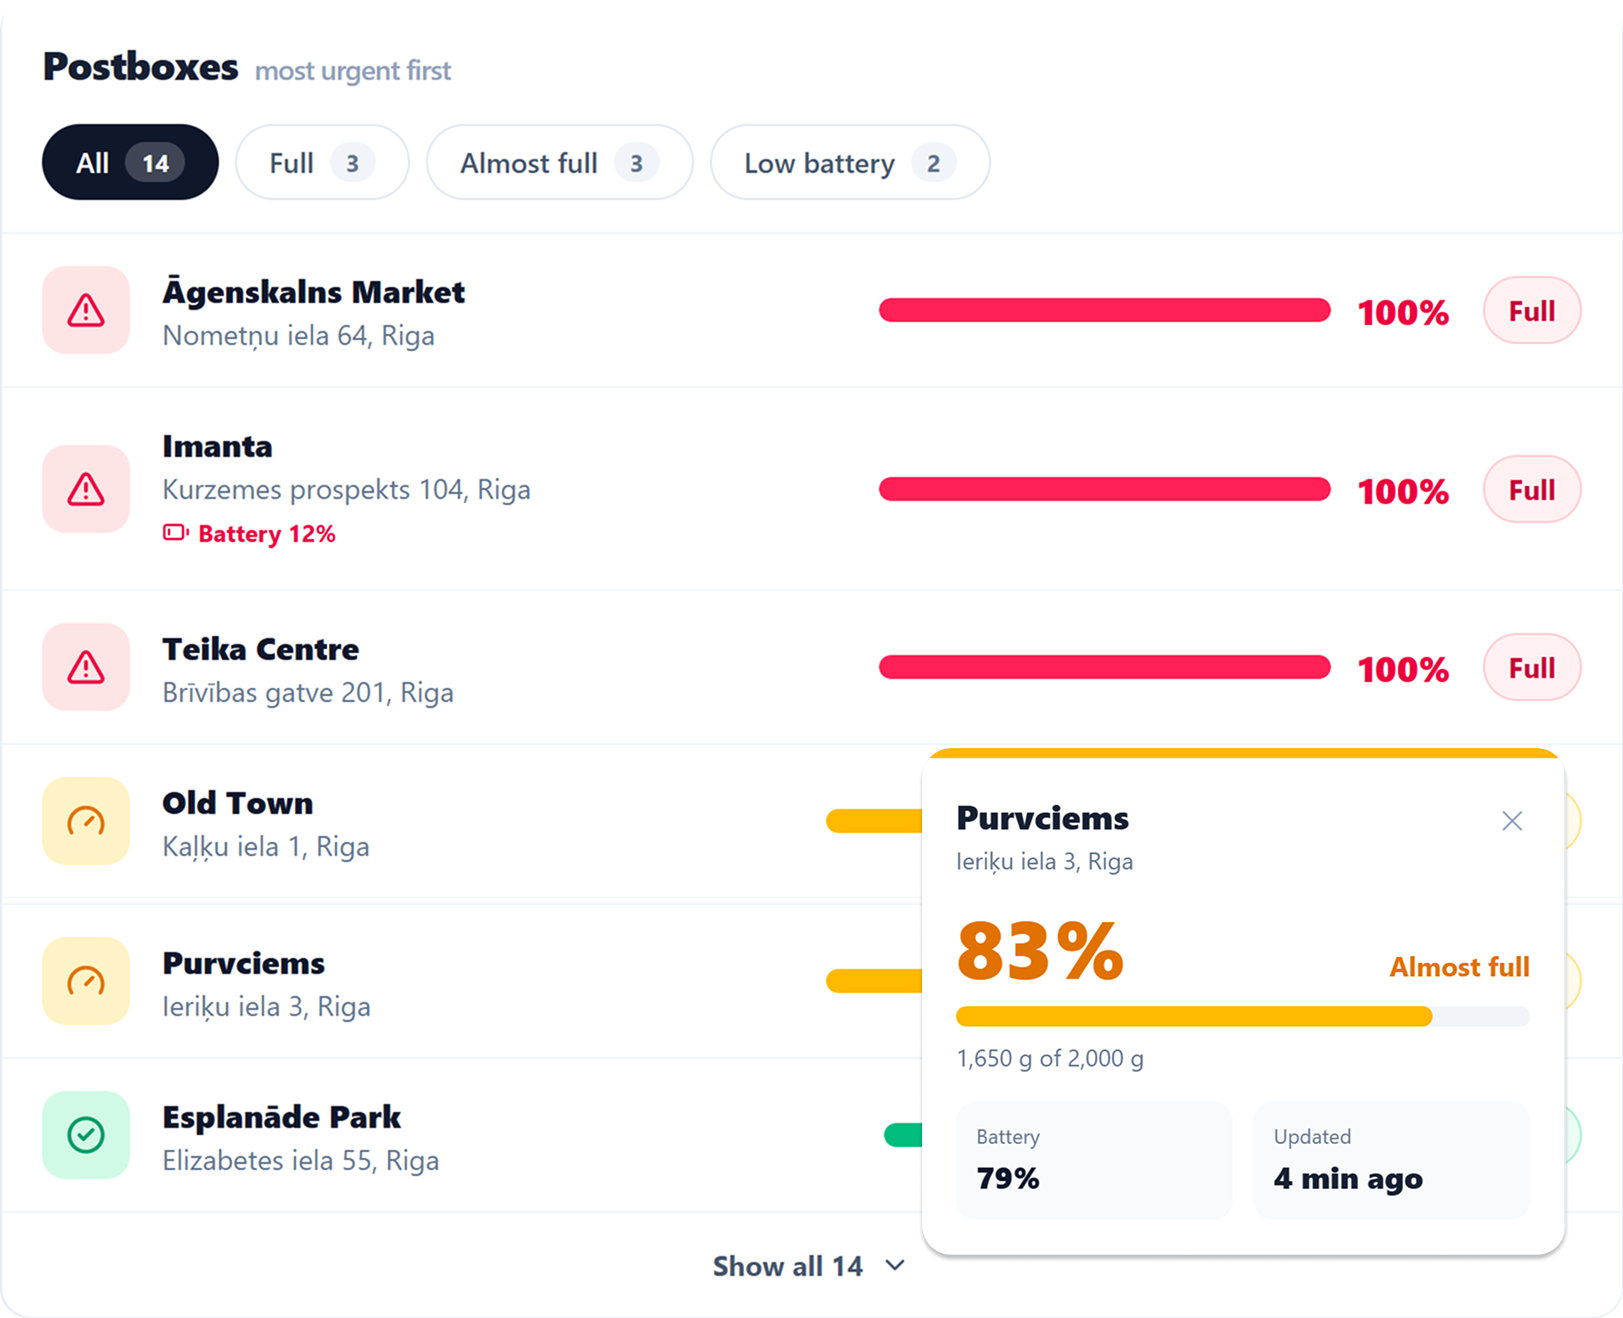 Postboxes most urgent first
All 14 Full 3 Almost full 3 Low battery 2
Āgenskalns Market
Nometņu iela 64, Riga
100% Full
Imanta
Kurzemes prospekts 104, Riga
Battery 12%
100% Full
Teika Centre
Brīvības gatve 201, Riga
100% Full
Old Town
Kaļķu iela 1, Riga
Purvciems
Ieriķu iela 3, Riga
Esplanāde Park
Elizabetes iela 55, Riga
Show all 14
Purvciems
Ieriķu iela 3, Riga
83% Almost full
1,650 g of 2,000 g
Battery
79%
Updated
4 min ago